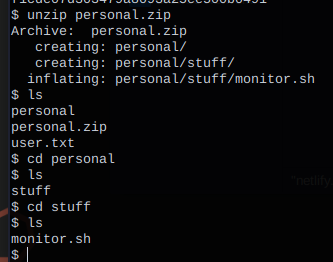 $ unzip personal.zip
Archive:  personal.zip
   creating: personal/
   creating: personal/stuff/
  inflating: personal/stuff/monitor.sh
$ ls
personal
personal.zip
user.txt
$ cd personal
$ ls
stuff
$ cd stuff
$ ls
monitor.sh
$